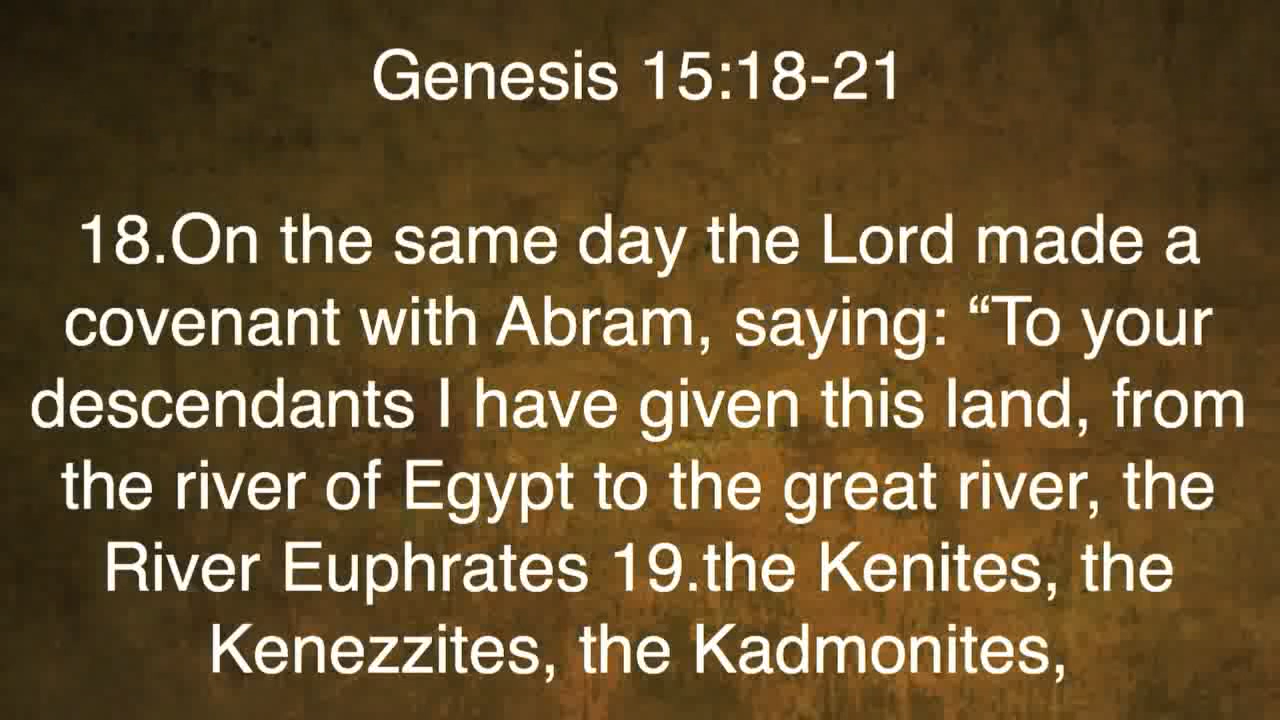 Genesis 15:18-21
18.On the same day the Lord made a
covenant with Abram, saying: “To your
descendants I have given this land, from
the river of Egypt to the great river, the
River Euphrates 19.the Kenites, the
Kenezzites, the Kadmonites,